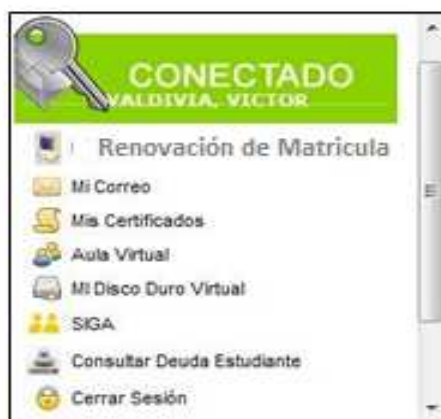 CONECTADO
VALDIVIA, VICTOR
Renovación de Matricula
Mi Correo
Mis Certificados
Aula Virtual
Mi Disco Duro Virtual
SIGA
Consultar Deuda Estudiante
Cerrar Sesión